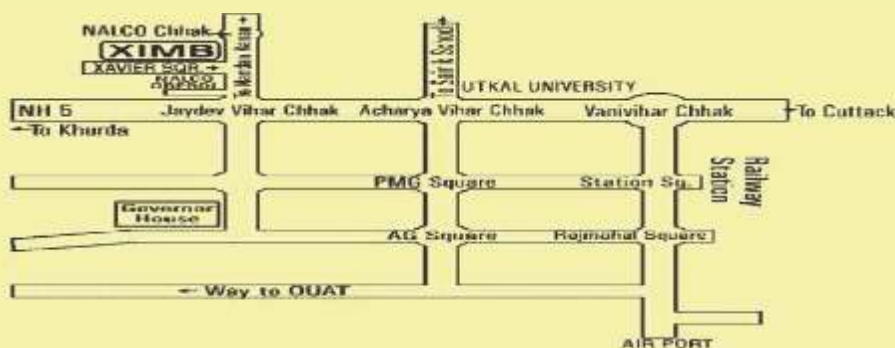 NALCO Chhak
XIMB
XAVIER SQR.
NALCO
UTKAL UNIVERSITY
NH 5
Jaydev Vihar Chhak
Acharya Vihar Chhak
Vanivihar Chhak
To Cuttack
To Khurda
PMG Square
Station Sq.
Railway
Station
Governor
House
AG Square
Rajmahal Square
Way to OUAT
AIR PORT